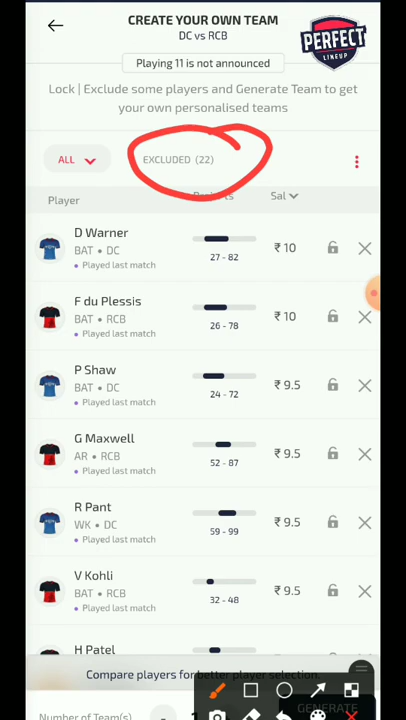 CREATE YOUR OWN TEAM
DC vs RCB
PERFECT
LINEUP
Playing 11 is not announced
Lock | Exclude some players and Generate Team to get
your own personalised teams
ALL
EXCLUDED (22)
Player
Sal
D Warner
BAT • DC
• Played last match
27 - 82
₹ 10
F du Plessis
BAT • RCB
• Played last match
26 - 78
₹ 10
P Shaw
BAT • DC
• Played last match
24 - 72
₹ 9.5
G Maxwell
AR • RCB
• Played last match
52 - 87
₹ 9.5
R Pant
WK • DC
• Played last match
59 - 99
₹ 9.5
V Kohli
BAT • RCB
• Played last match
32 - 48
₹ 9.5
H Patel
Compare players for better player selection.
Number of Team(s)
GENERATE